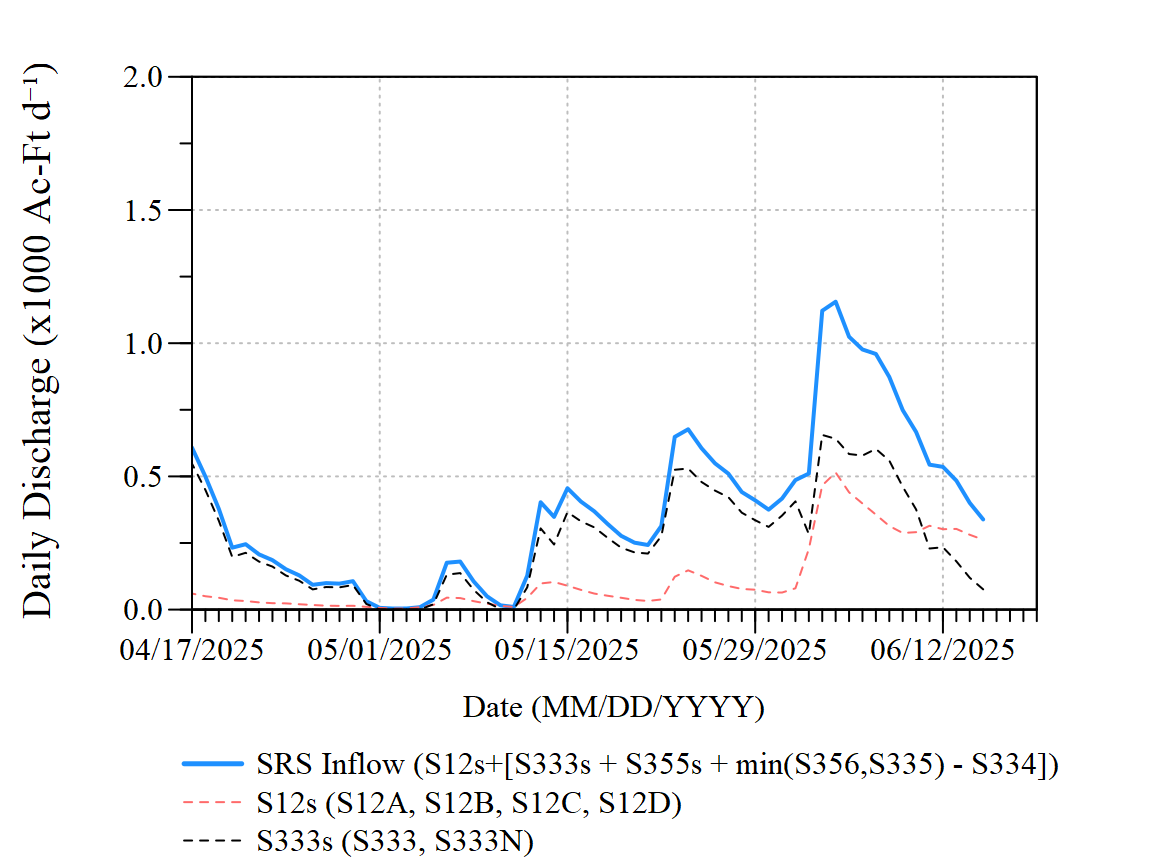 Daily Discharge (x1000 Ac-Ft d⁻¹)
2.0
1.5
1.0
0.5
0.0
04/17/2025 05/01/2025 05/15/2025 05/29/2025 06/12/2025
Date (MM/DD/YYYY)
SRS Inflow (S12s+[S333s + S355s + min(S356,S335) - S334])
S12s (S12A, S12B, S12C, S12D)
S333s (S333, S333N)